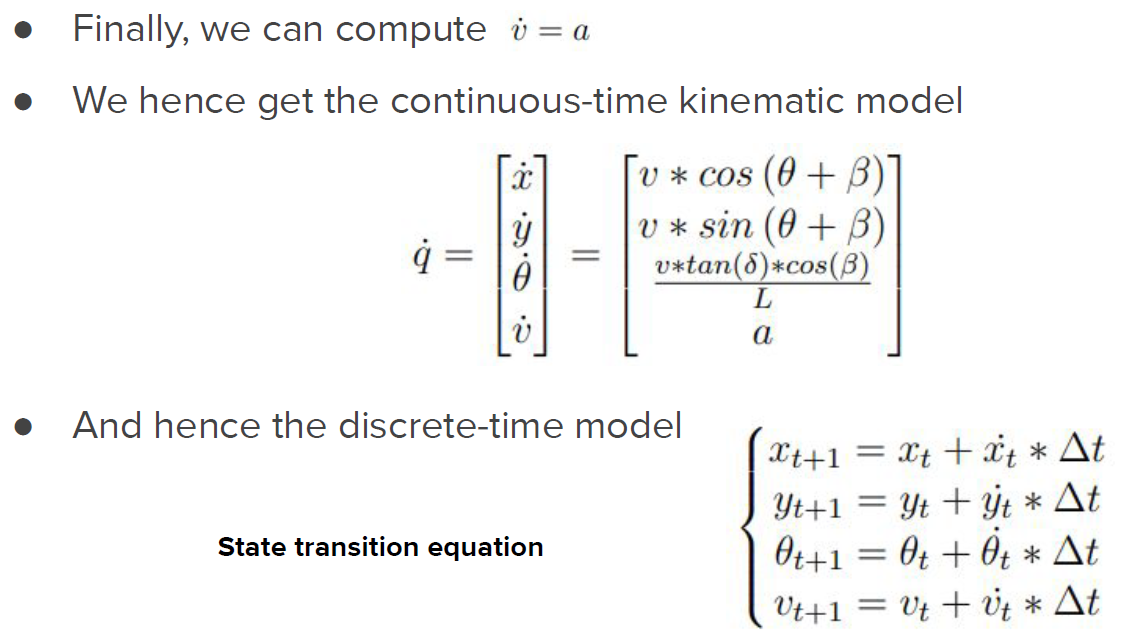 ● Finally, we can compute v̇ = a
● We hence get the continuous-time kinematic model
q̇ = [ẋ ẏ θ̇ v̇] = [v * cos (θ + β)
v * sin (θ + β)
v*tan(δ)*cos(β)
L
a]
● And hence the discrete-time model
x_{t+1} = x_t + ẋ_t * Δt
y_{t+1} = y_t + ẏ_t * Δt
State transition equation
θ_{t+1} = θ_t + θ̇_t * Δt
v_{t+1} = v_t + v̇_t * Δt